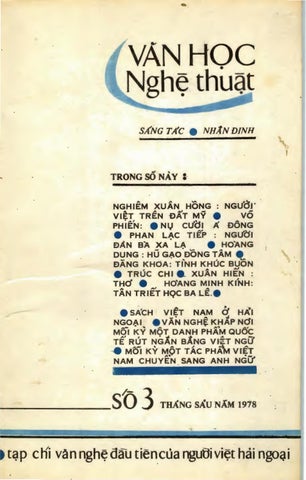 VĂN HỌC
Nghệ thuật
SÁNG TÁC ● NHẬN ĐỊNH
TRONG SỐ NÀY :
NGHIÊM XUÂN HỒNG : NGƯỜI
VIỆT TRÊN ĐẤT MỸ ● VÕ
PHIẾN: ● NỤ CƯỜI Á ĐÔNG
● PHAN LẠC TIẾP : NGƯỜI
ĐÀN BÀ XA LẠ ● HOÀNG
DUNG : HỦ GẠO ĐỒNG TÂM ●
ĐĂNG KHOA: TÌNH KHÚC BUỒN
● TRÚC CHI ● XUÂN HIẾN :
THƠ ● HOÀNG MINH KÍNH:
TÂN TRIẾT HỌC BA LÊ. ●
● SÁCH VIỆT NAM Ở HẢI
NGOẠI ● VĂN NGHỆ KHẮP NƠI
MỖI KỲ MỘT DANH PHẨM QUỐC
TẾ RÚT NGẮN BẰNG VIỆT NGỮ
● MỖI KỲ MỘT TÁC PHẨM VIỆT
NAM CHUYỂN SANG ANH NGỮ
SỐ 3 THÁNG SÁU NĂM 1978
tạp chí văn nghệ đầu tiên của người việt hải ngoại